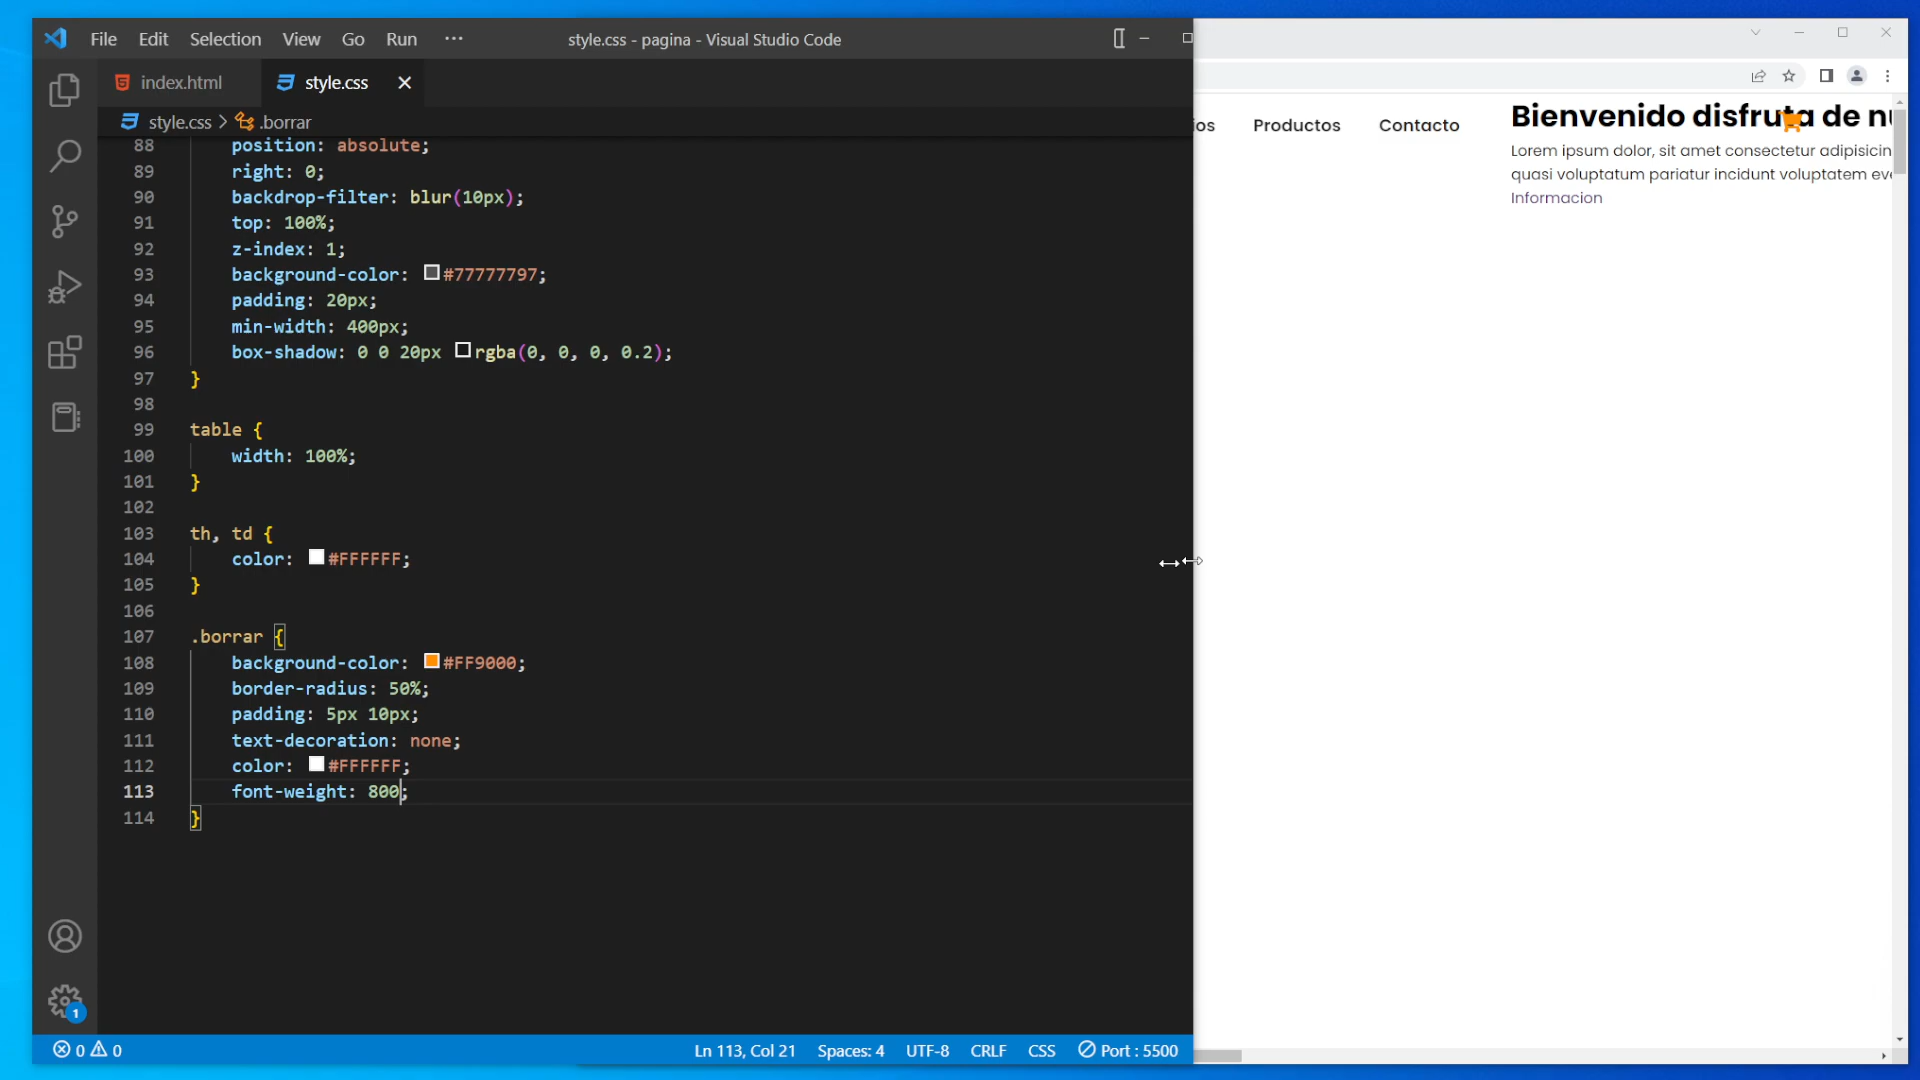 File Edit Selection View Go Run ···
style.css - pagina - Visual Studio Code
index.html
style.css
style.css > .borrar
88 position: absolute;
89 right: 0;
90 backdrop-filter: blur(10px);
91 top: 100%;
92 z-index: 1;
93 background-color: #77777797;
94 padding: 20px;
95 min-width: 400px;
96 box-shadow: 0 0 20px rgba(0, 0, 0, 0.2);
97 }
98
99 table {
100 width: 100%;
101 }
102
103 th, td {
104 color: #FFFFFF;
105 }
106
107 .borrar {
108 background-color: #FF9000;
109 border-radius: 50%;
110 padding: 5px 10px;
111 text-decoration: none;
112 color: #FFFFFF;
113 font-weight: 800;
114 }
1
0 0
Ln 113, Col 21 Spaces: 4 UTF-8 CRLF CSS Port : 5500
ios Productos Contacto
Bienvenido disfruta de nu
Lorem ipsum dolor, sit amet consectetur adipisicin
quasi voluptatum pariatur incidunt voluptatem eve
Informacion